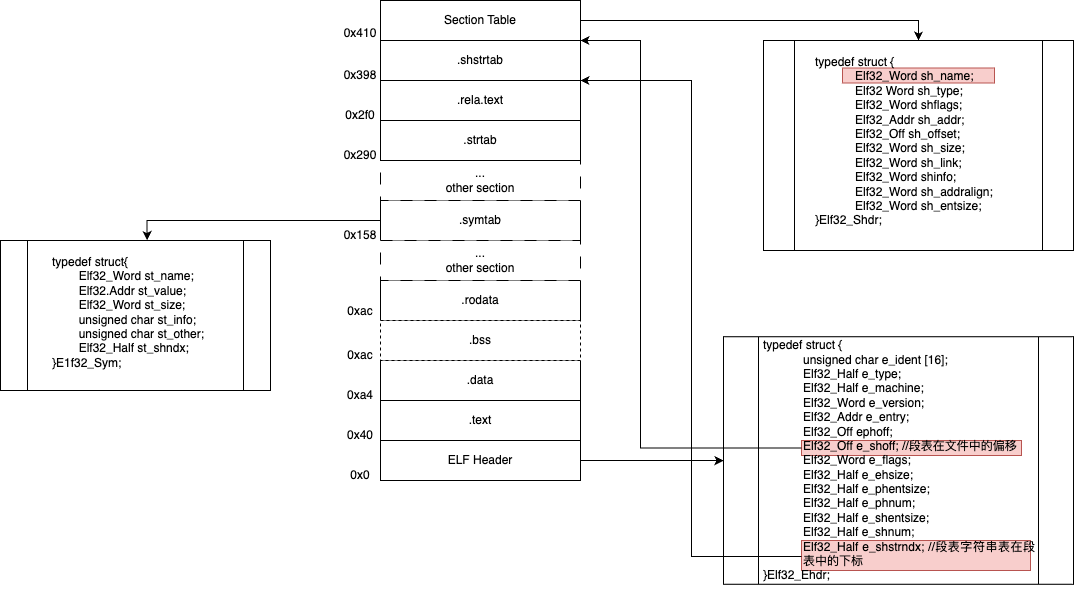 Section Table
0x410
.shstrtab
0x398
.rela.text
0x2f0
.strtab
0x290
...
other section
.symtab
0x158
...
other section
.rodata
0xac
.bss
0xac
.data
0xa4
.text
0x40
ELF Header
0x0
typedef struct {
Elf32_Word sh_name;
Elf32 Word sh_type;
Elf32_Word shflags;
Elf32_Addr sh_addr;
Elf32_Off sh_offset;
Elf32_Word sh_size;
Elf32_Word sh_link;
Elf32_Word shinfo;
Elf32_Word sh_addralign;
Elf32_Word sh_entsize;
}Elf32_Shdr;
typedef struct{
Elf32_Word st_name;
Elf32.Addr st_value;
Elf32_Word st_size;
unsigned char st_info;
unsigned char st_other;
Elf32_Half st_shndx;
}E1f32_Sym;
typedef struct {
unsigned char e_ident [16];
Elf32_Half e_type;
Elf32_Half e_machine;
Elf32_Word e_version;
Elf32_Addr e_entry;
Elf32_Off ephoff;
Elf32_Off e_shoff; //段表在文件中的偏移
Elf32_Word e_flags;
Elf32_Half e_ehsize;
Elf32_Half e_phentsize;
Elf32_Half e_phnum;
Elf32_Half e_shentsize;
Elf32_Half e_shnum;
Elf32_Half e_shstrndx; //段表字符串表在段
表中的下标
}Elf32_Ehdr;